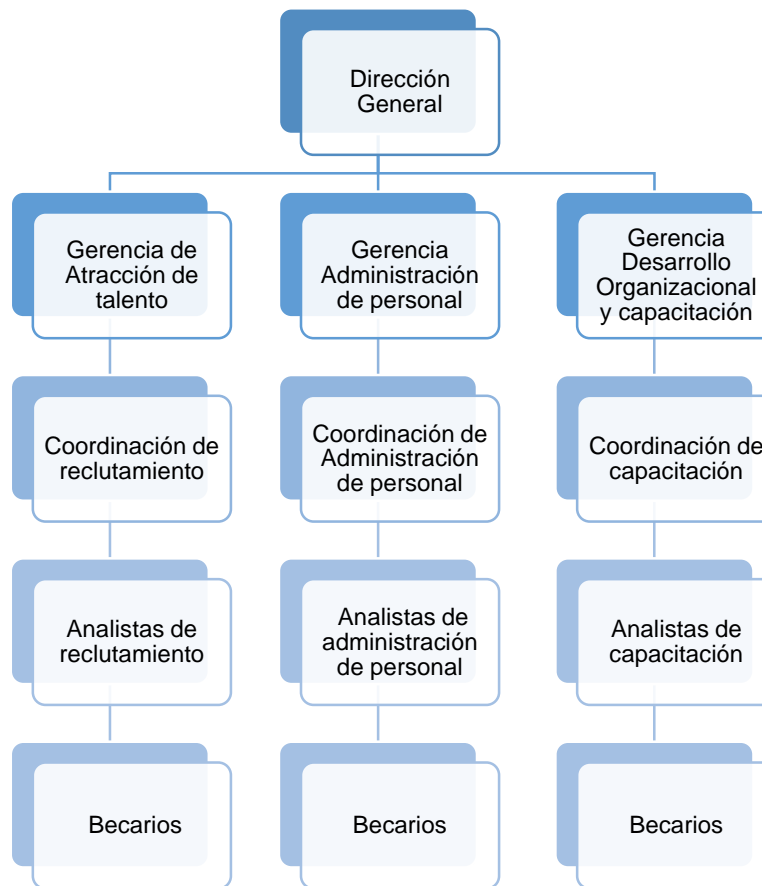 Dirección
General
Gerencia de
Atracción de
talento
Gerencia
Administración
de personal
Gerencia
Desarrollo
Organizacional
y capacitación
Coordinación de
reclutamiento
Coordinación de
Administración
de personal
Coordinación de
capacitación
Analistas de
reclutamiento
Analistas de
administración
de personal
Analistas de
capacitación
Becarios
Becarios
Becarios